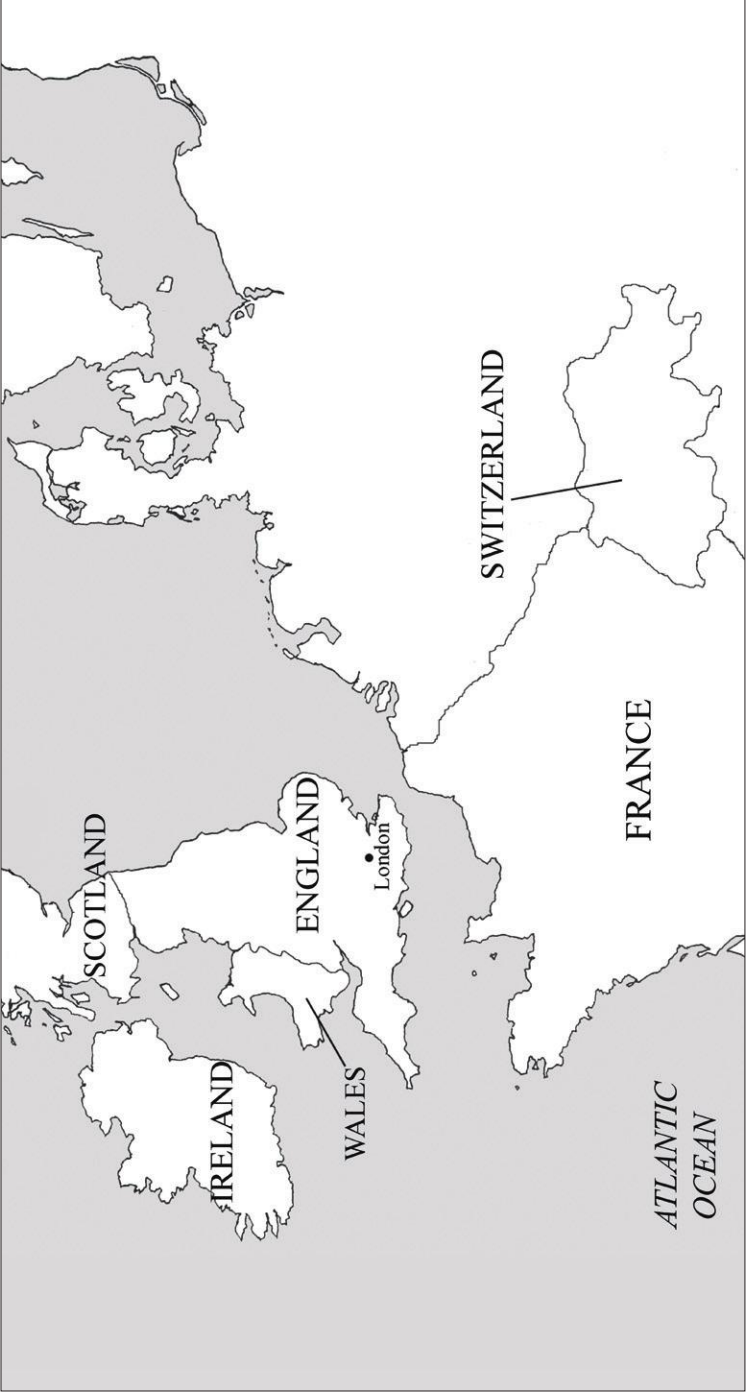 SCOTLAND
IRELAND
ENGLAND
WALES
London
SWITZERLAND
FRANCE
ATLANTIC
OCEAN